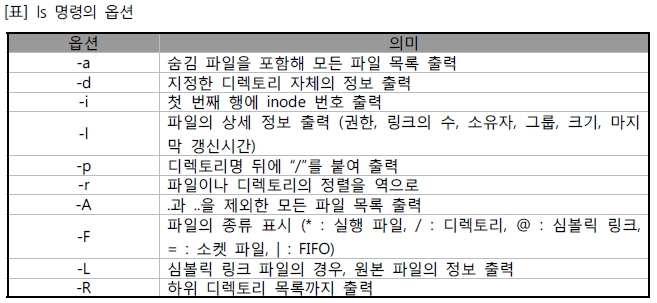 [표] ls 명령의 옵션
옵션 의미
-a 숨김 파일을 포함해 모든 파일 목록 출력
-d 지정한 디렉토리 자체의 정보 출력
-i 첫 번째 행에 inode 번호 출력
-l 파일의 상세 정보 출력 (권한, 링크의 수, 소유자, 그룹, 크기, 마지
막 갱신시간)
-p 디렉토리명 뒤에 “/”를 붙여 출력
-r 파일이나 디렉토리의 정렬을 역으로
-A .과 ..을 제외한 모든 파일 목록 출력
-F 파일의 종류 표시 (* : 실행 파일, / : 디렉토리, @ : 심볼릭 링크,
= : 소켓 파일, | : FIFO)
-L 심볼릭 링크 파일의 경우, 원본 파일의 정보 출력
-R 하위 디렉토리 목록까지 출력